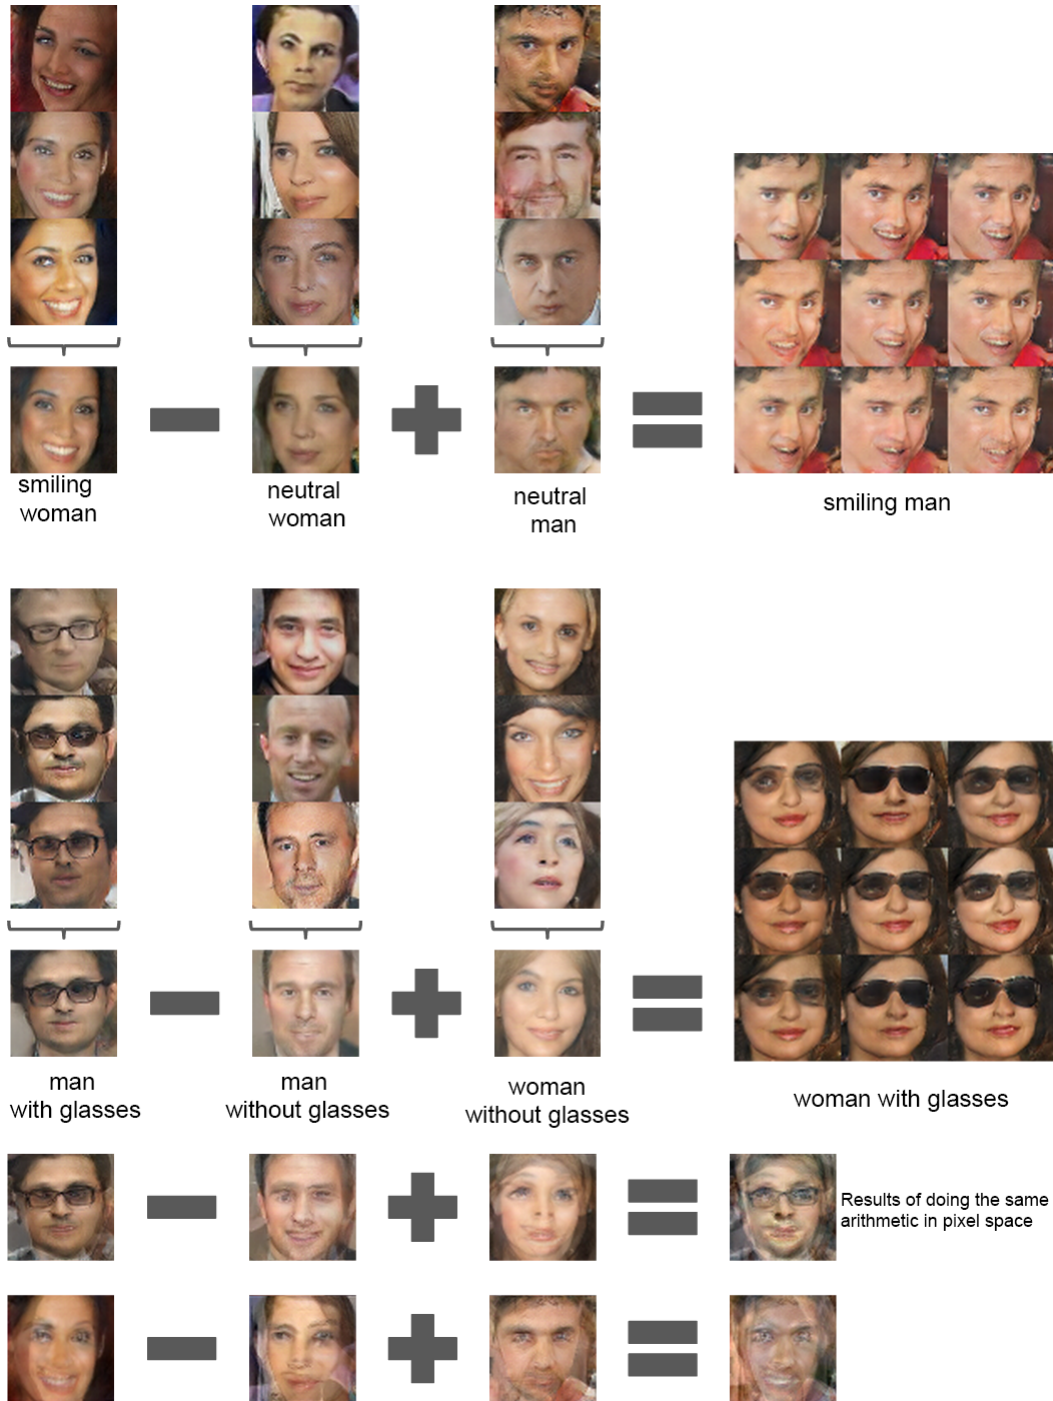 smiling
woman
neutral
woman
neutral
man
smiling man
man
with glasses
man
without glasses
woman
without glasses
woman with glasses
Results of doing the same
arithmetic in pixel space